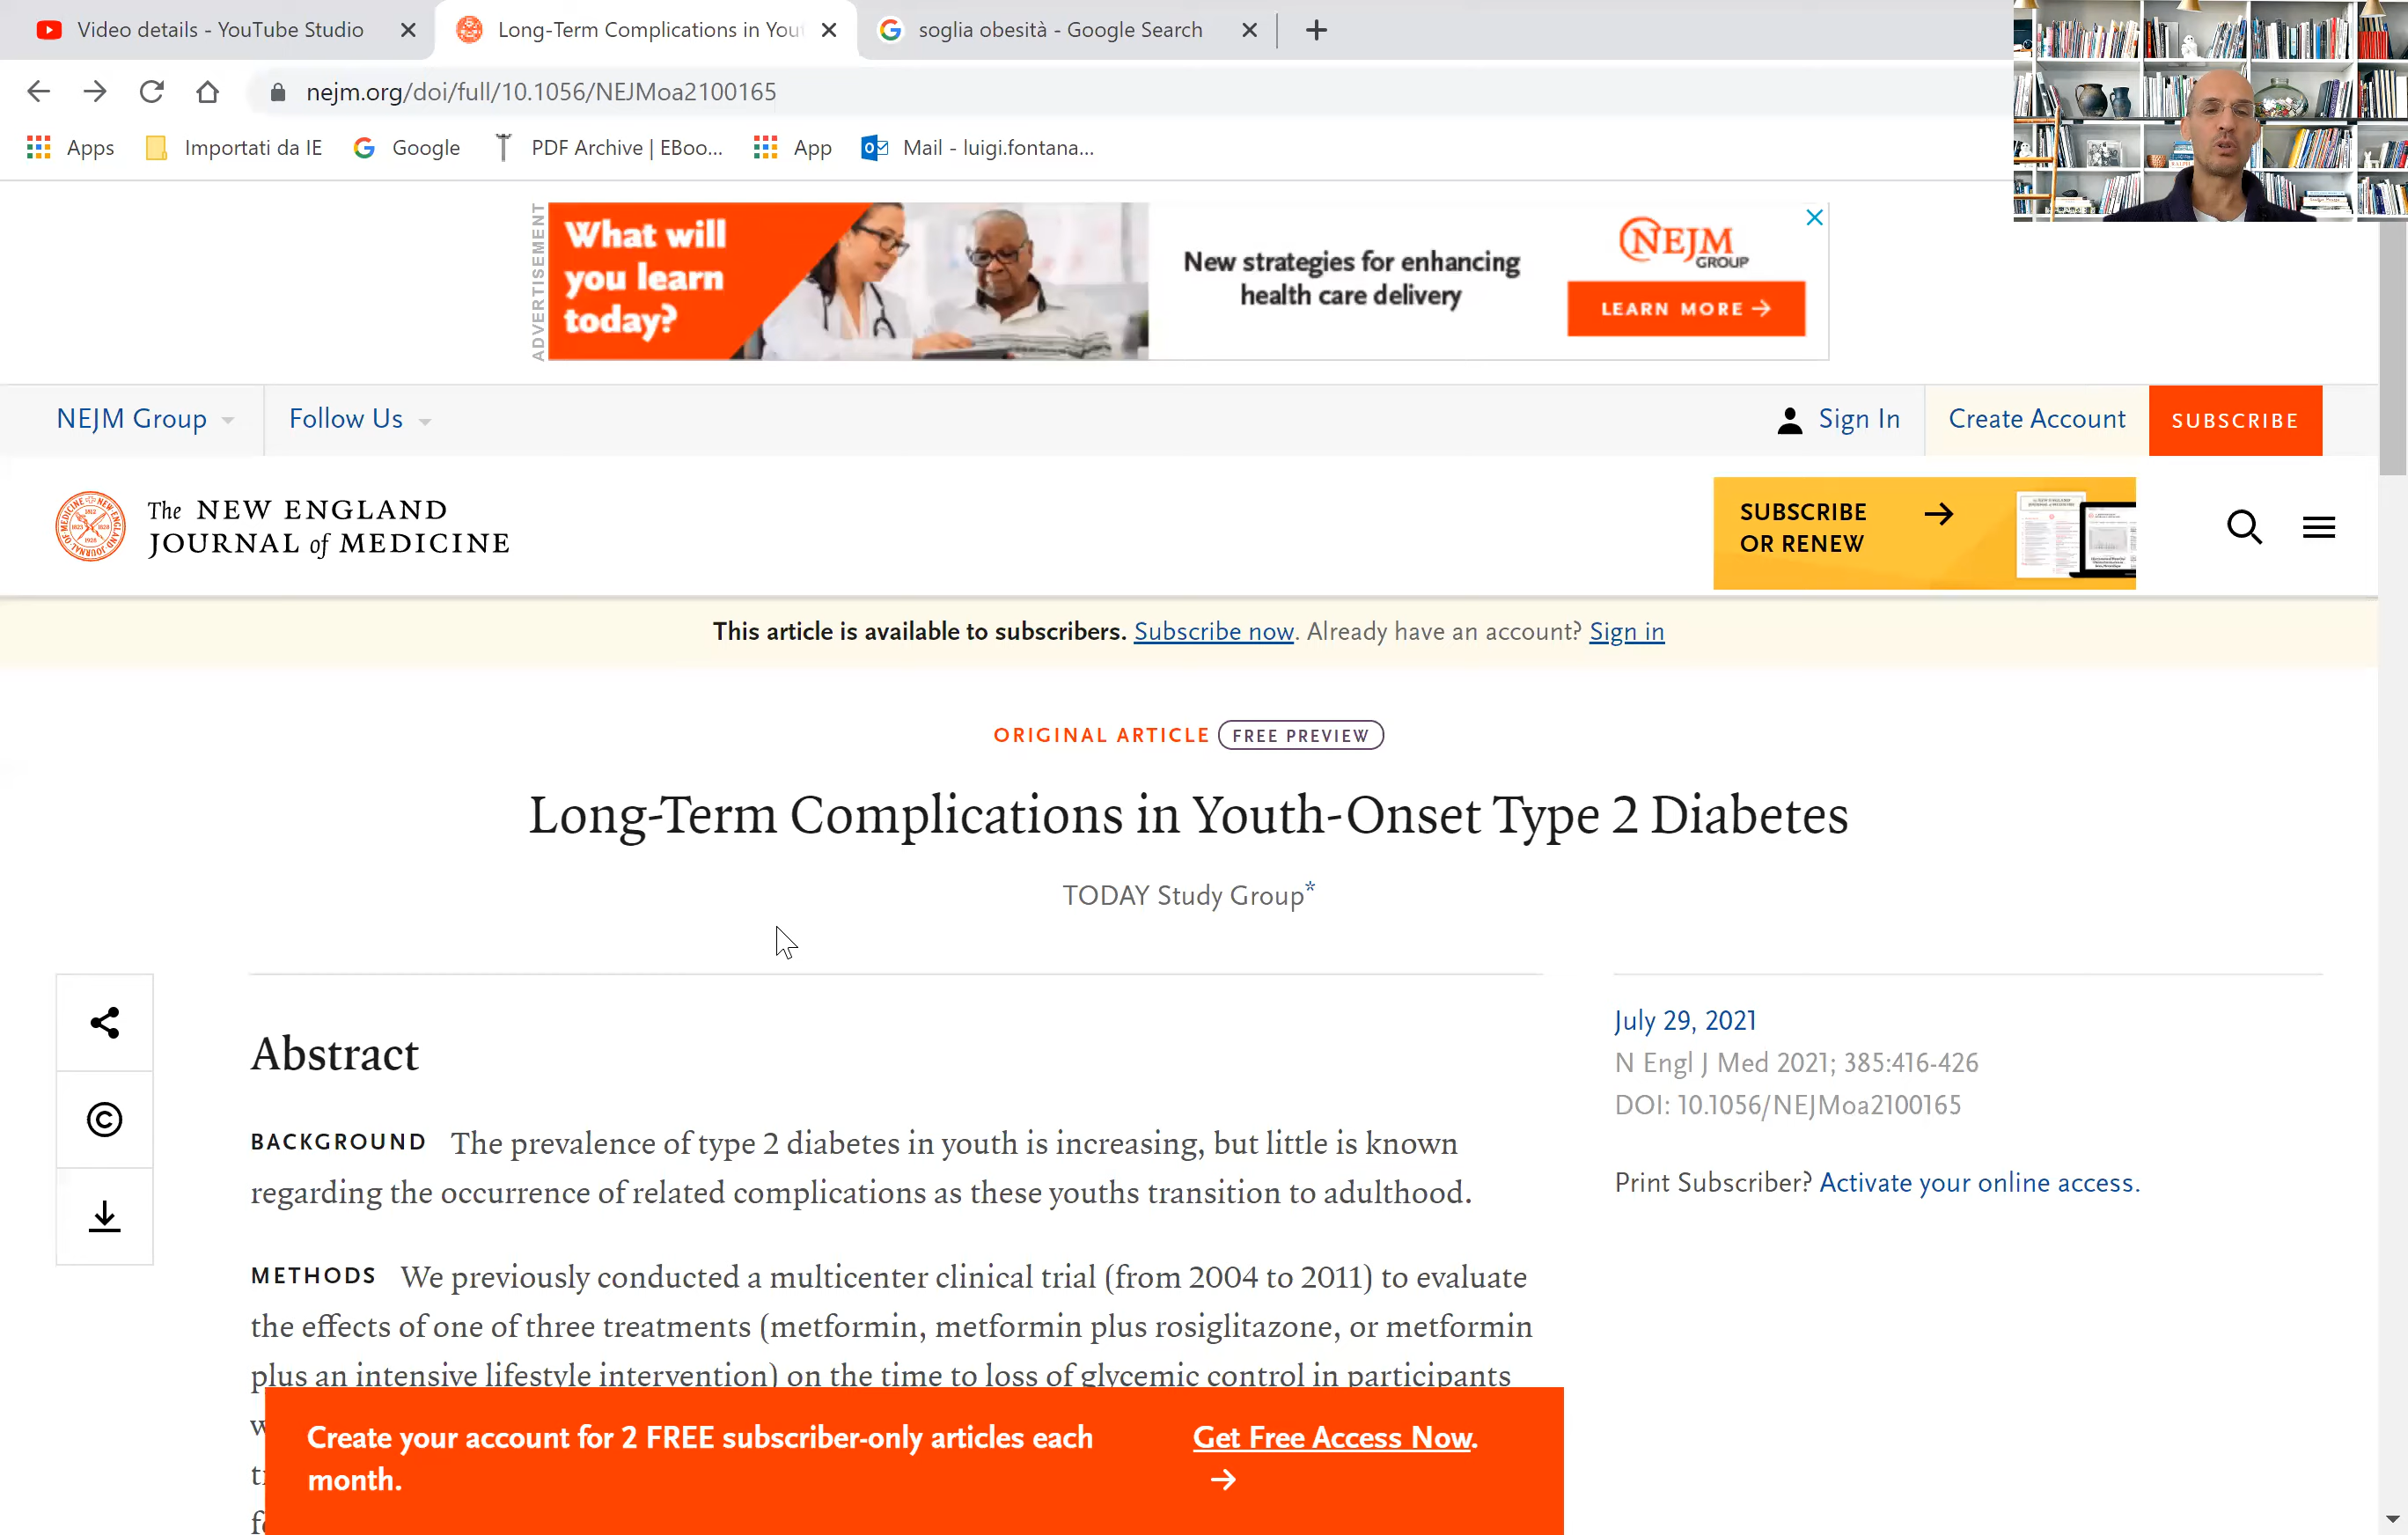 Video details - YouTube Studio
Long-Term Complications in You
soglia obesità - Google Search
nejm.org/doi/full/10.1056/NEJMoa2100165
Apps
Importati da IE
Google
PDF Archive | EBoo...
App
Mail - luigi.fontana...
ADVERTISEMENT
What will
you learn
today?
New strategies for enhancing
health care delivery
NEJM
GROUP
LEARN MORE →
NEJM Group
Follow Us
Sign In
Create Account
SUBSCRIBE
The NEW ENGLAND
JOURNAL of MEDICINE
SUBSCRIBE →
OR RENEW
This article is available to subscribers. Subscribe now. Already have an account? Sign in
ORIGINAL ARTICLE FREE PREVIEW
Long-Term Complications in Youth-Onset Type 2 Diabetes
TODAY Study Group*
Abstract
BACKGROUND The prevalence of type 2 diabetes in youth is increasing, but little is known
regarding the occurrence of related complications as these youths transition to adulthood.
METHODS We previously conducted a multicenter clinical trial (from 2004 to 2011) to evaluate
the effects of one of three treatments (metformin, metformin plus rosiglitazone, or metformin
plus an intensive lifestyle intervention) on the time to loss of glycemic control in participants
July 29, 2021
N Engl J Med 2021; 385:416-426
DOI: 10.1056/NEJMoa2100165
Print Subscriber? Activate your online access.
Create your account for 2 FREE subscriber-only articles each
month.
Get Free Access Now.
→